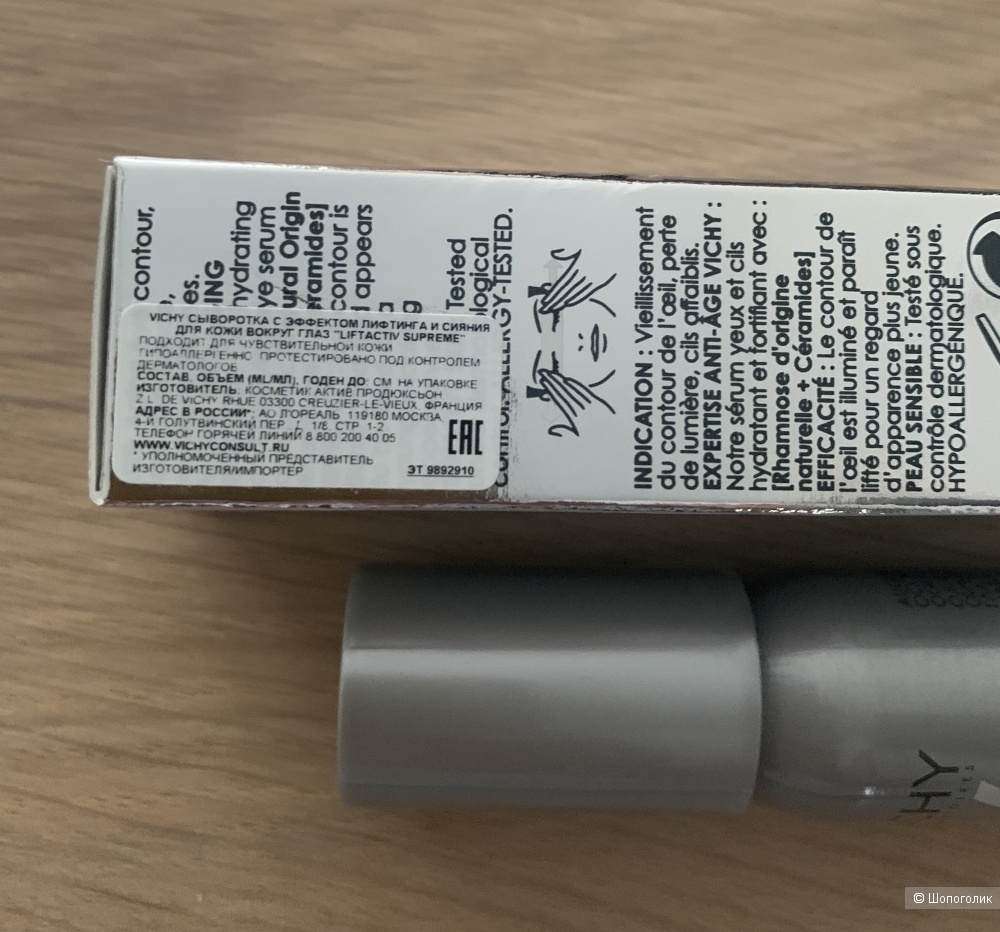 contour,
es.
hydrating
ye serum
ural Origin
ramides]
contour is
appears
Tested
ological
ERGY-TESTED.
VICHY СЫВОРОТКА С ЭФФЕКТОМ ЛИФТИНГА И СИЯНИЯ
ДЛЯ КОЖИ ВОКРУГ ГЛАЗ "LIFTACTIV SUPREME"
ПОДХОДИТ ДЛЯ ЧУВСТВИТЕЛЬНОЙ КОЖИ
ГИПОАЛЛЕРГЕННО. ПРОТЕСТИРОВАНО ПОД КОНТРОЛЕМ
ДЕРМАТОЛОГОВ
СОСТАВ, ОБЪЕМ (ML/МЛ), ГОДЕН ДО: СМ. НА УПАКОВКЕ
ИЗГОТОВИТЕЛЬ: КОСМЕТИК АКТИВ ПРОДЮКСЬОН
Z.L. DE VICHY RHUE 03300 CREUZIER-LE-VIEUX, ФРАНЦИЯ
АДРЕС В РОССИИ*: АО Л'ОРЕАЛЬ 119180 МОСКВА,
4-Й ГОЛУТВИНСКИЙ ПЕР., 1/8, СТР. 1-2
ТЕЛЕФОН ГОРЯЧЕЙ ЛИНИИ 8 800 200 40 05
WWW.VICHYCONSULT.RU
* УПОЛНОМОЧЕННЫЙ ПРЕДСТАВИТЕЛЬ
ИЗГОТОВИТЕЛЯ/ИМПОРТЕР
EAC
ЭТ 9892910
INDICATION : Vieillissement
du contour de l'œil, perte
de lumière, cils affaiblis.
EXPERTISE ANTI-ÂGE VICHY :
Notre sérum yeux et cils
hydratant et fortifiant avec :
[Rhamnose d'origine
naturelle + Céramides]
EFFICACITÉ : Le contour de
l'œil est illuminé et paraît
lifté pour un regard
d'apparence plus jeune.
PEAU SENSIBLE : Testé sous
contrôle dermatologique.
HYPOALLERGÉNIQUE.
HY
© Шопоголик